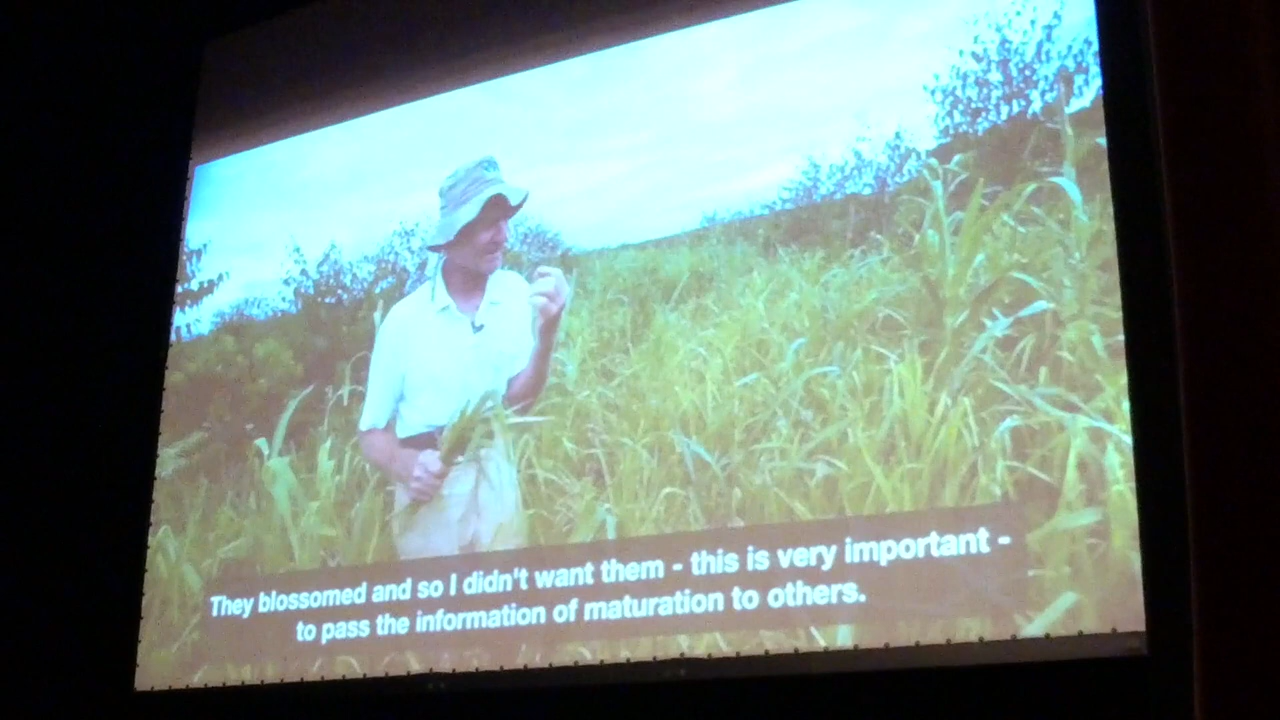 They blossomed and so I didn't want them - this is very important -
to pass the information of maturation to others.